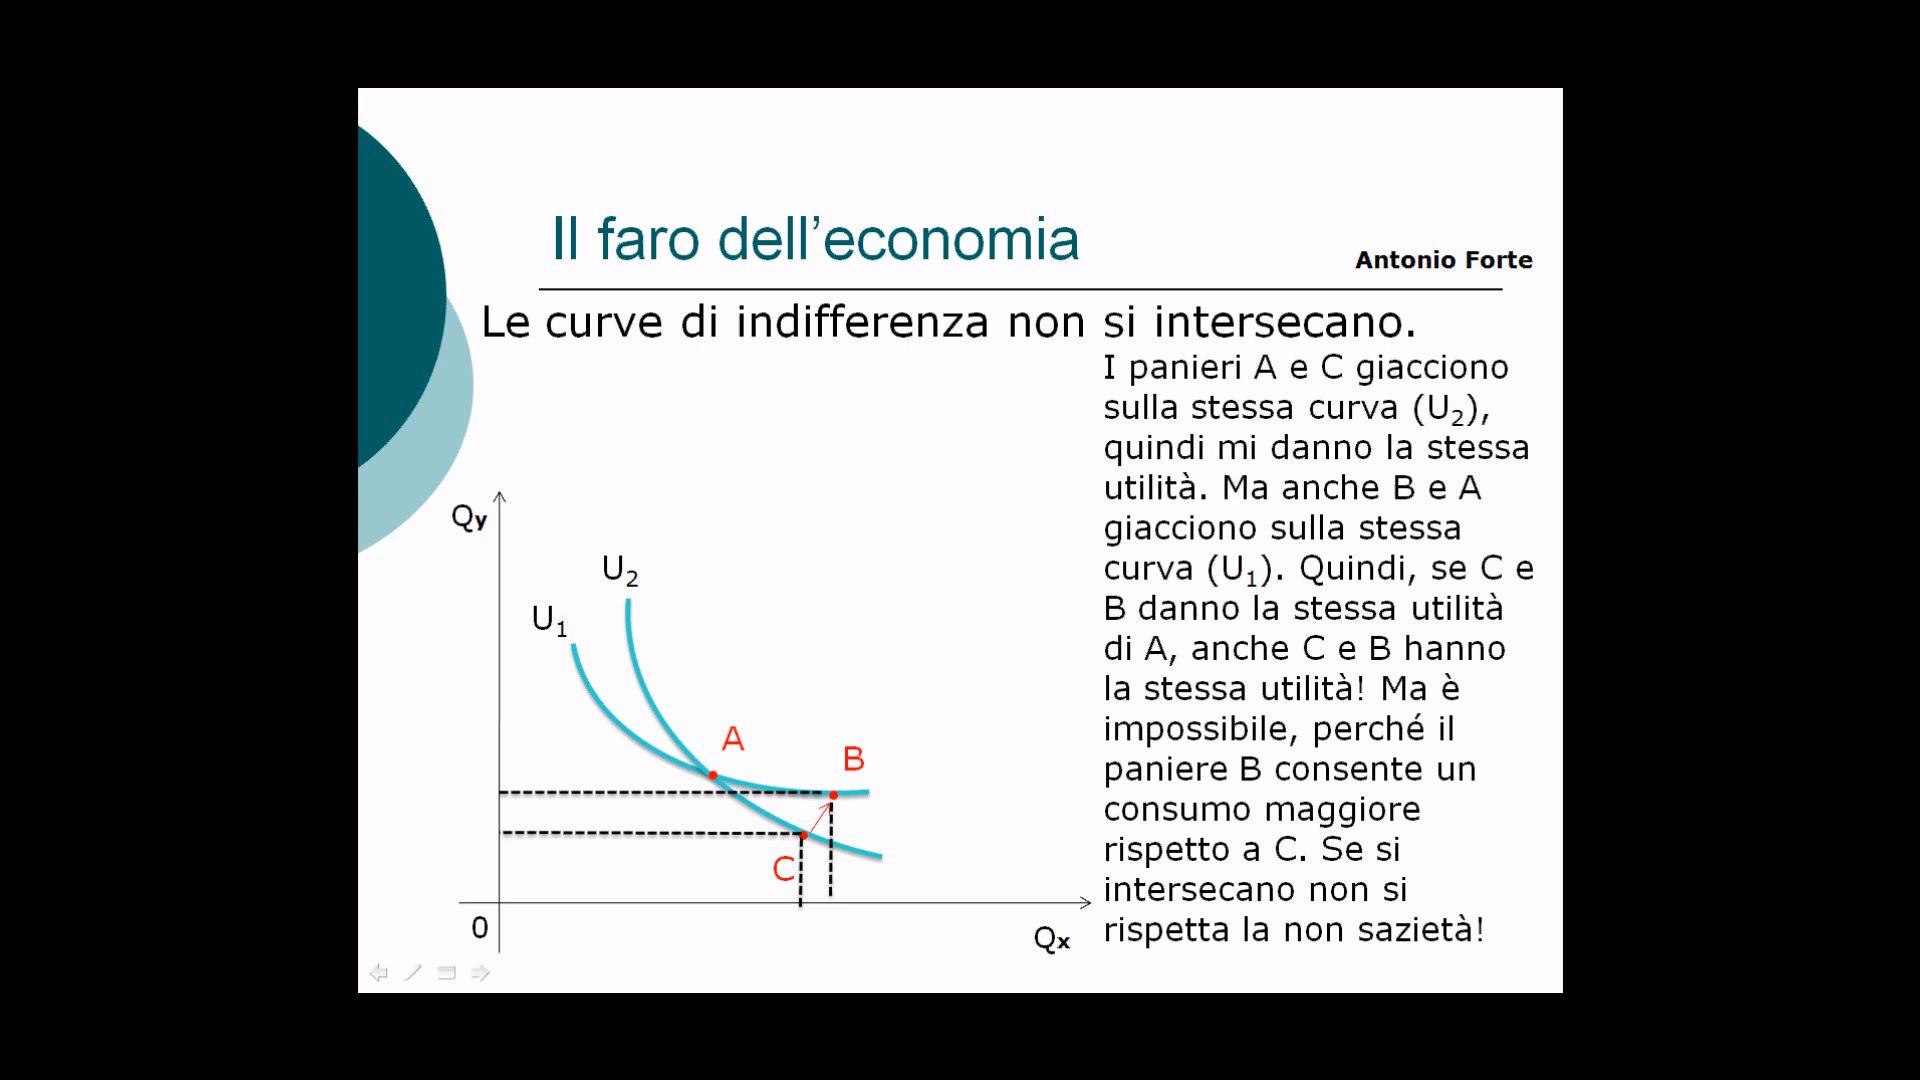 Il faro dell’economia
Antonio Forte
Le curve di indifferenza non si intersecano.
I panieri A e C giacciono
sulla stessa curva (U₂),
quindi mi danno la stessa
utilità. Ma anche B e A
giacciono sulla stessa
curva (U₁). Quindi, se C e
B danno la stessa utilità
di A, anche C e B hanno
la stessa utilità! Ma è
impossibile, perché il
paniere B consente un
consumo maggiore
rispetto a C. Se si
intersecano non si
rispetta la non sazietà!
Qy
U₂
U₁
A
B
C
0
Qx